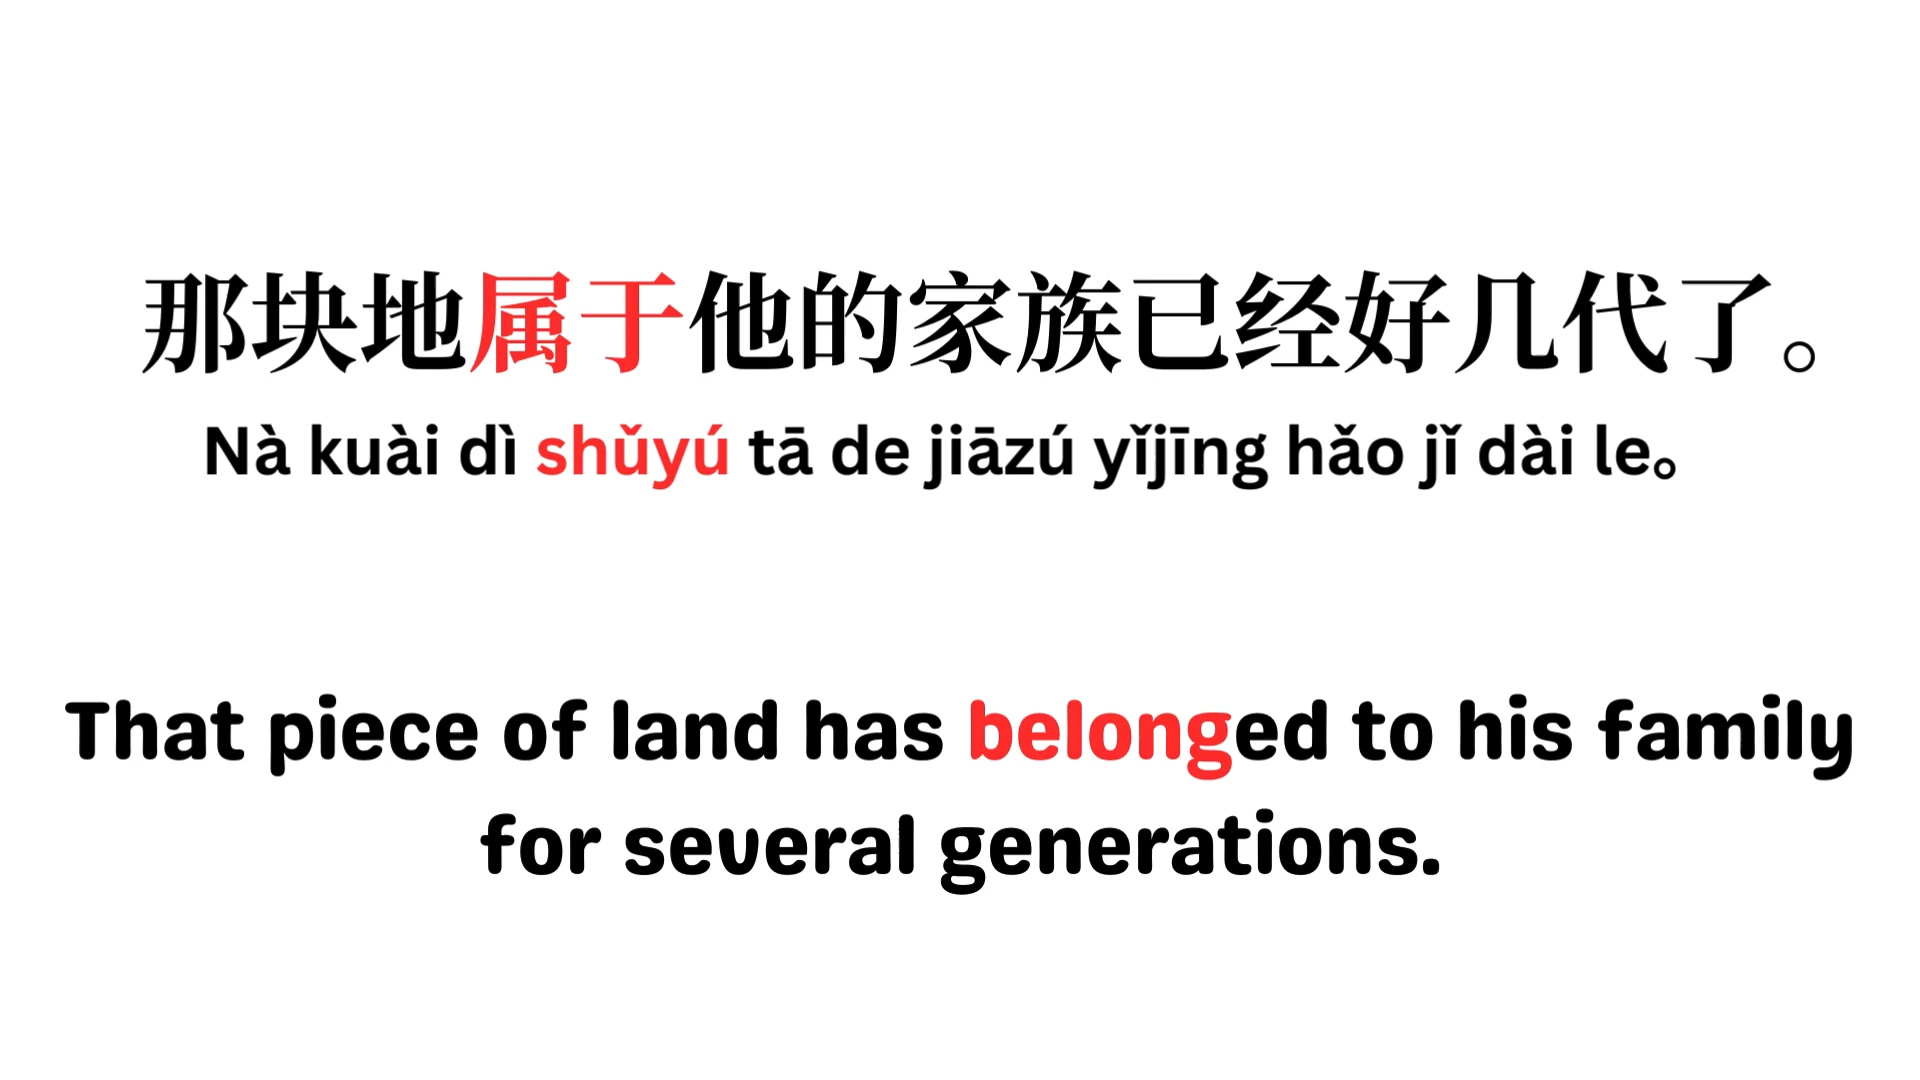 那块地属于他的家族已经好几代了。
Nà kuài dì shǔyú tā de jiāzú yǐjīng hǎo jǐ dài le。
That piece of land has belonged to his family
for several generations.